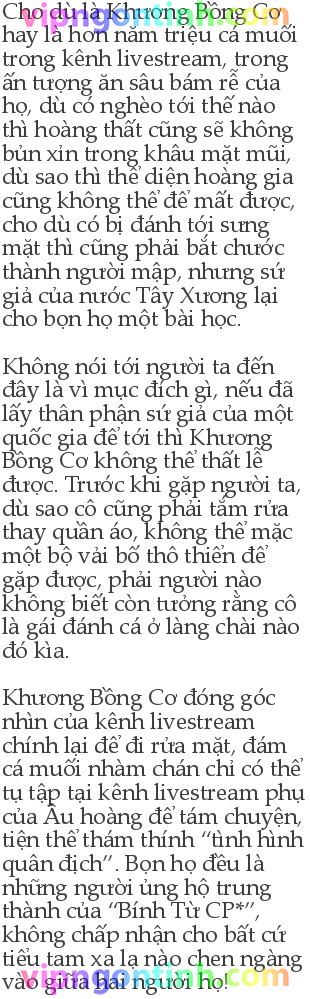 vipngontinh.com
Cho dù là Khương Bồng Cơ
hay là hơn năm triệu cá muối
trong kênh livestream, trong
ấn tượng ăn sâu bám rễ của
họ, dù có nghèo tới thế nào
thì hoàng thất cũng sẽ không
bủn xỉn trong khâu mặt mũi,
dù sao thì thể diện hoàng gia
cũng không thể để mất được,
cho dù có bị đánh tới sưng
mặt thì cũng phải bắt chước
thành người mập, nhưng sứ
giả của nước Tây Xương lại
cho bọn họ một bài học.
Không nói tới người ta đến
đây là vì mục đích gì, nếu đã
lấy thân phận sứ giả của một
quốc gia để tới thì Khương
Bồng Cơ không thể thất lễ
được. Trước khi gặp người ta,
dù sao cô cũng phải tắm rửa
thay quần áo, không thể mặc
một bộ vải bố thô thiển để
gặp được, phải người nào
không biết còn tưởng rằng cô
là gái đánh cá ở làng chài nào
đó kìa.
Khương Bồng Cơ đóng góc
nhìn của kênh livestream
chính lại để đi rửa mặt, đám
cá muối nhàm chán chỉ có thể
tụ tập tại kênh livestream phụ
của Âu hoàng để tám chuyện,
tiện thể thám thính “tình hình
quân địch”. Bọn họ đều là
những người ủng hộ trung
thành của “Bính Từ CP*”,
không chấp nhận cho bất cứ
tiểu tam xa lạ nào chen ngàng
vào giữa hai người họ!
vipngontinh.com